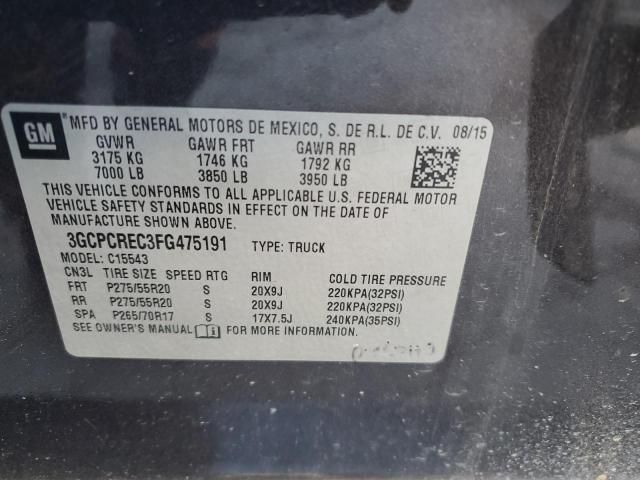 GM MFD BY GENERAL MOTORS DE MEXICO, S. DE R.L. DE C.V. 08/15
GVWR GAWR FRT GAWR RR
3175 KG 1746 KG 1792 KG
7000 LB 3850 LB 3950 LB
THIS VEHICLE CONFORMS TO ALL APPLICABLE U.S. FEDERAL MOTOR
VEHICLE SAFETY STANDARDS IN EFFECT ON THE DATE OF
MANUFACTURE SHOWN ABOVE.
3GCPCREC3FG475191 TYPE: TRUCK
MODEL: C15543
CN3L TIRE SIZE SPEED RTG RIM COLD TIRE PRESSURE
FRT P275/55R20 S 20X9J 220KPA(32PSI)
RR P275/55R20 S 20X9J 220KPA(32PSI)
SPA P265/70R17 S 17X7.5J 240KPA(35PSI)
SEE OWNER'S MANUAL FOR MORE INFORMATION.